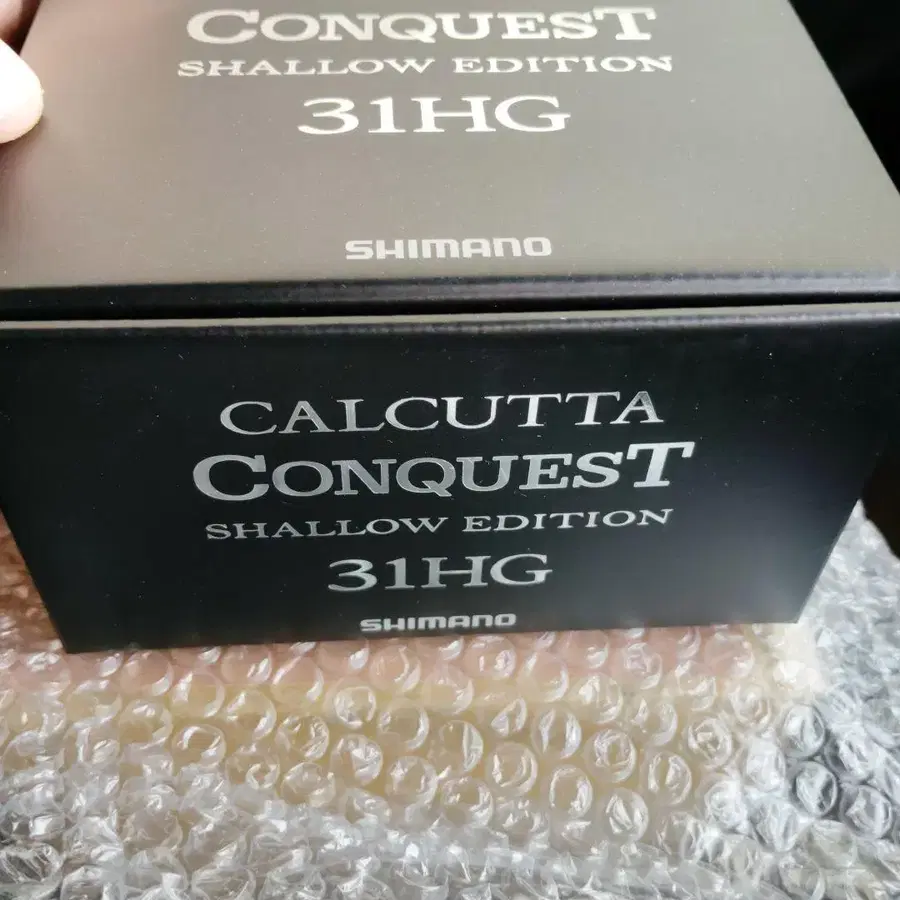 CONQUEST
SHALLOW EDITION
31HG
SHIMANO
CALCUTTA
CONQUEST
SHALLOW EDITION
31HG
SHIMANO